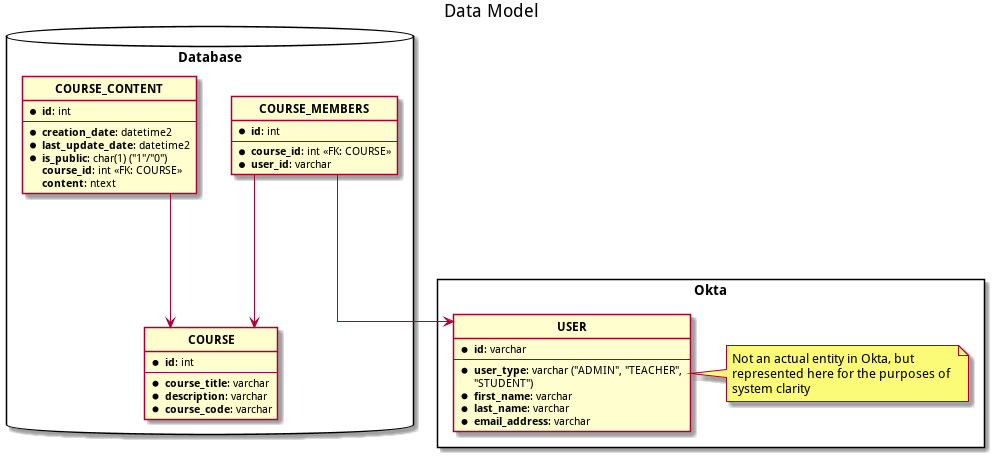 Data Model
Database
COURSE_CONTENT
id: int
creation_date: datetime2
last_update_date: datetime2
is_public: char(1) ("1"/"0")
course_id: int «FK: COURSE»
content: ntext
COURSE_MEMBERS
id: int
course_id: int «FK: COURSE»
user_id: varchar
COURSE
id: int
course_title: varchar
description: varchar
course_code: varchar
Okta
USER
id: varchar
user_type: varchar ("ADMIN", "TEACHER",
"STUDENT")
first_name: varchar
last_name: varchar
email_address: varchar
Not an actual entity in Okta, but
represented here for the purposes of
system clarity